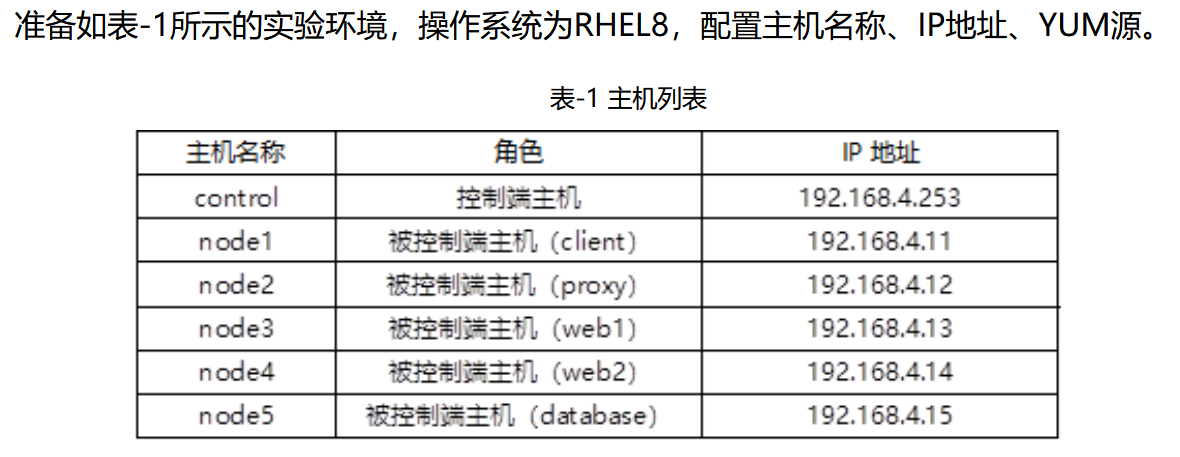 准备如表-1所示的实验环境，操作系统为RHEL8，配置主机名称、IP地址、YUM源。
表-1 主机列表
主机名称 角色 IP 地址
control 控制端主机 192.168.4.253
node1 被控制端主机（client） 192.168.4.11
node2 被控制端主机（proxy） 192.168.4.12
node3 被控制端主机（web1） 192.168.4.13
node4 被控制端主机（web2） 192.168.4.14
node5 被控制端主机（database） 192.168.4.15